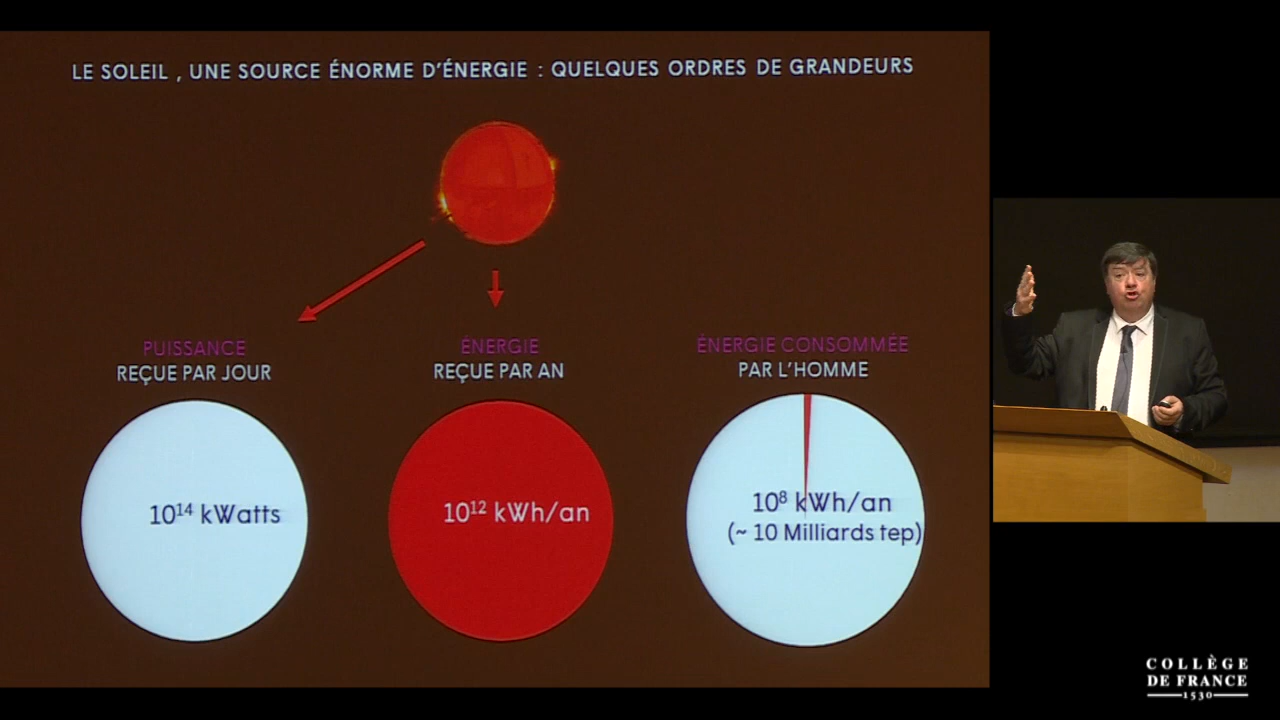 LE SOLEIL , UNE SOURCE ÉNORME D'ÉNERGIE : QUELQUES ORDRES DE GRANDEURS
PUISSANCE
REÇUE PAR JOUR
10¹⁴ kWatts
ÉNERGIE
REÇUE PAR AN
10¹² kWh/an
ÉNERGIE CONSOMMÉE
PAR L'HOMME
10⁸ kWh/an
(~ 10 Milliards tep)
COLLÈGE
DE FRANCE
1530